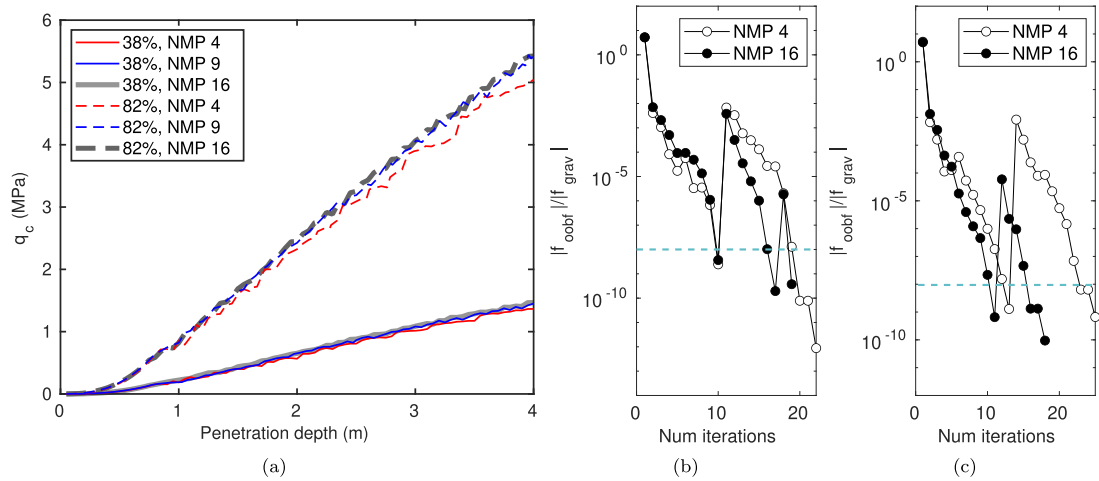 6
5
4
3
2
1
0
q_c (MPa)
38%, NMP 4
38%, NMP 9
38%, NMP 16
82%, NMP 4
82%, NMP 9
82%, NMP 16
0 1 2 3 4
Penetration depth (m)
(a)
10^0
10^-5
10^-10
|f_oobf|/|f_grav|
NMP 4
NMP 16
0 10 20
Num iterations
(b)
10^0
10^-5
10^-10
|f_oobf|/|f_grav|
NMP 4
NMP 16
0 10 20
Num iterations
(c)